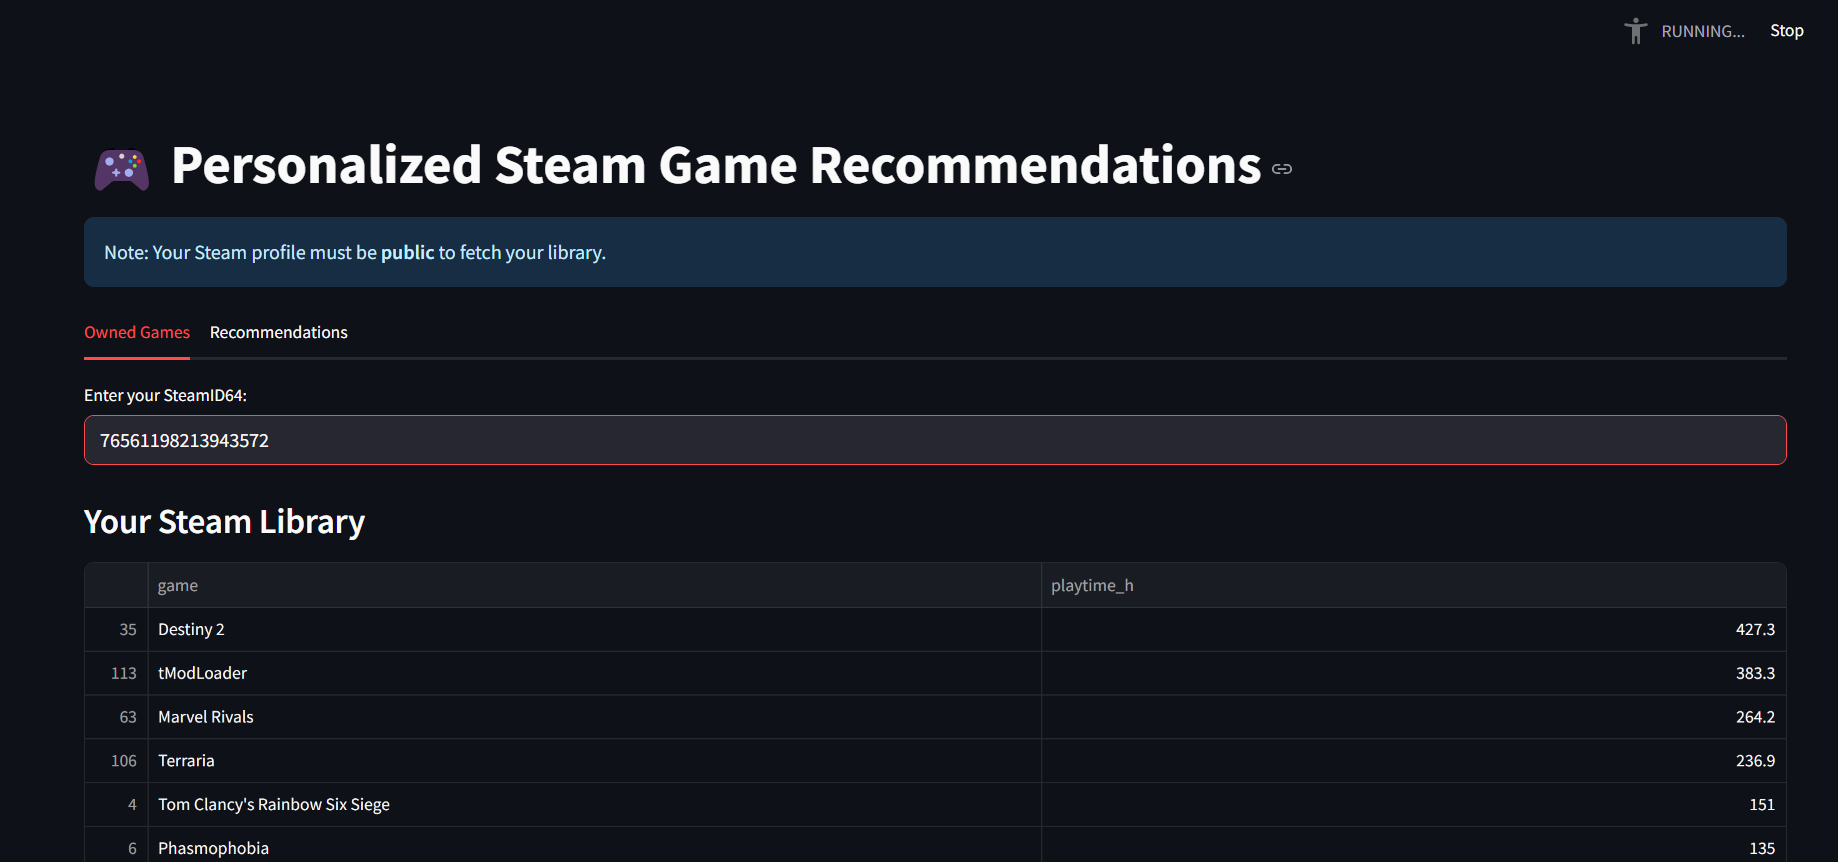 RUNNING... Stop
Personalized Steam Game Recommendations
Note: Your Steam profile must be public to fetch your library.
Owned Games Recommendations
Enter your SteamID64:
76561198213943572
Your Steam Library
game playtime_h
35 Destiny 2 427.3
113 tModLoader 383.3
63 Marvel Rivals 264.2
106 Terraria 236.9
4 Tom Clancy's Rainbow Six Siege 151
6 Phasmophobia 135